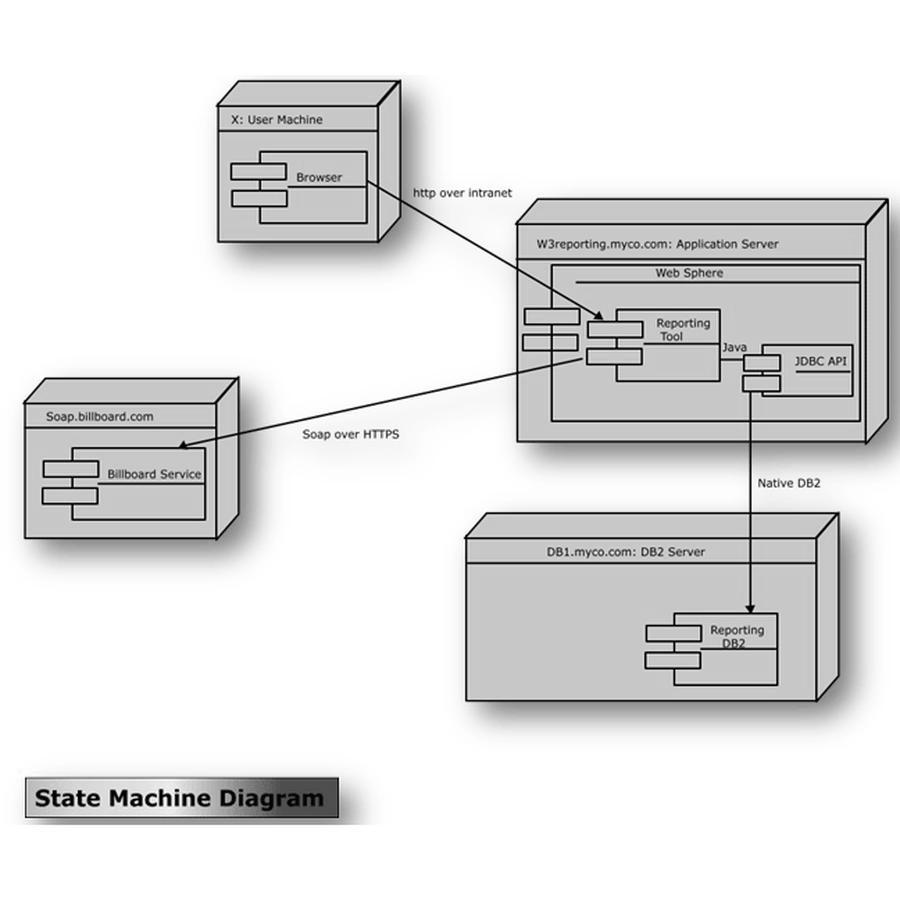 X: User Machine
Browser
http over intranet
W3reporting.myco.com: Application Server
Web Sphere
Reporting
Tool
Java
JDBC API
Soap.billboard.com
Billboard Service
Soap over HTTPS
Native DB2
DB1.myco.com: DB2 Server
Reporting
DB2
State Machine Diagram